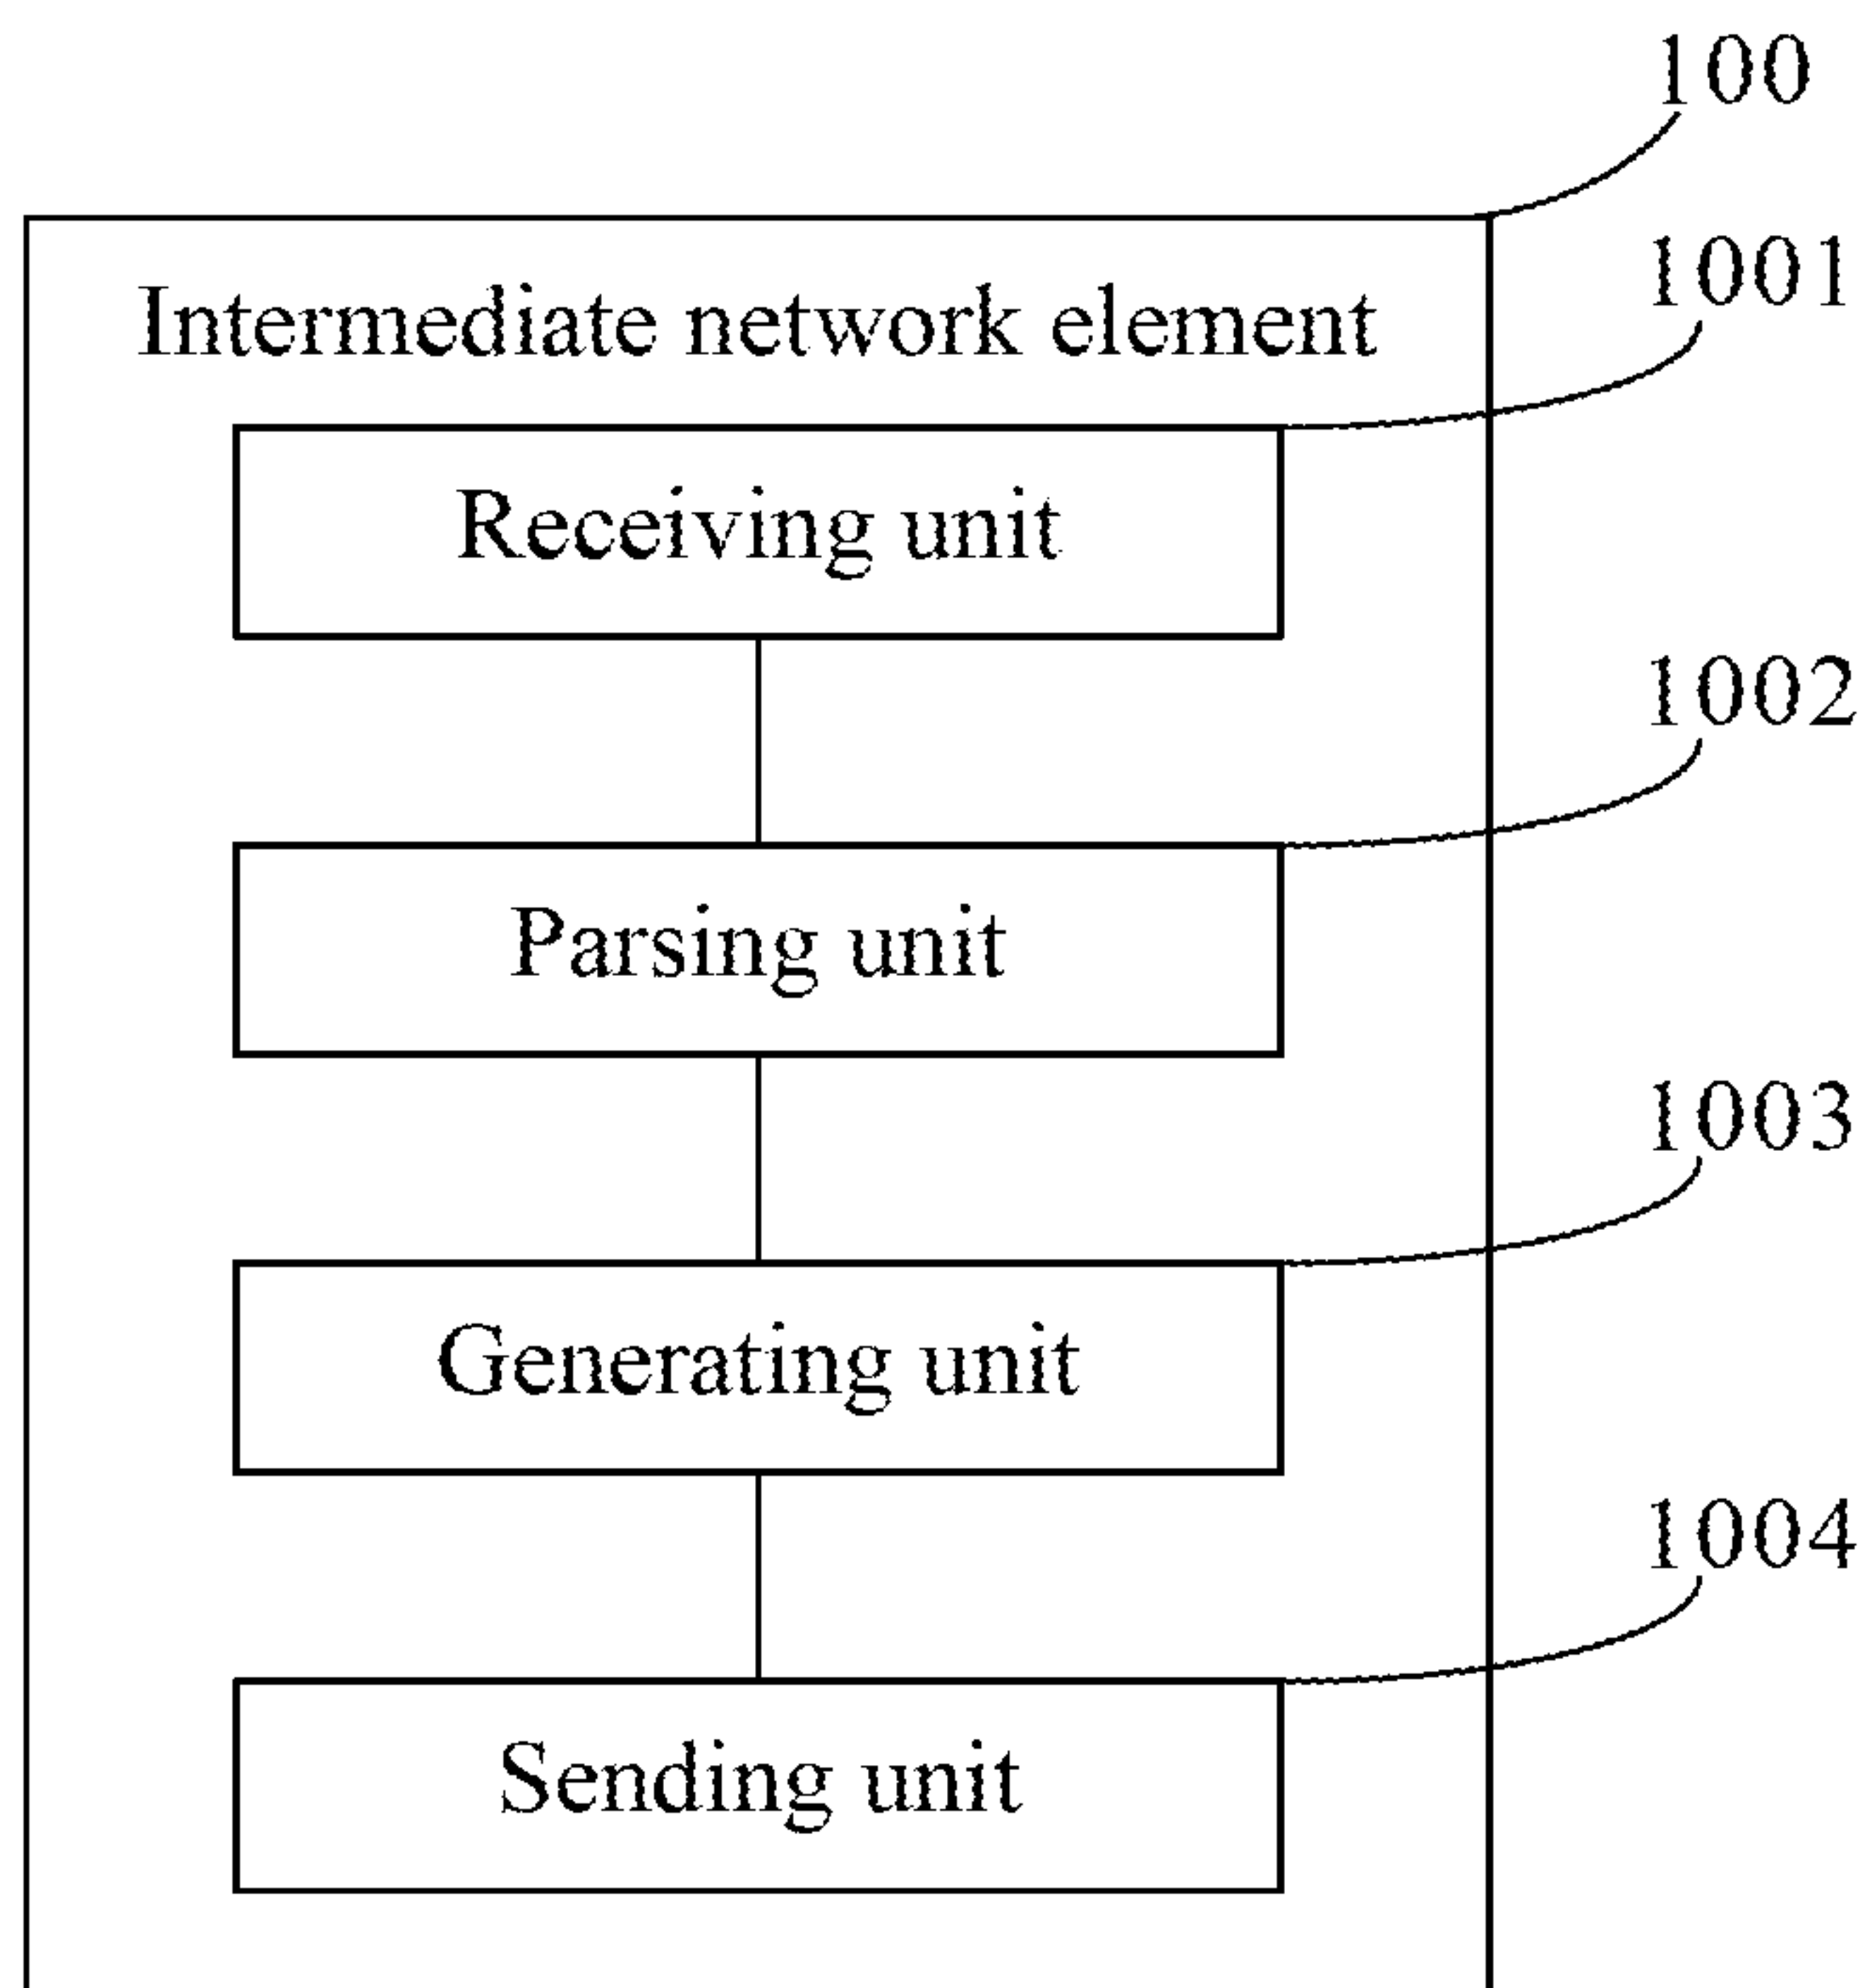 100
1001
Intermediate network element
Receiving unit
1002
Parsing unit
1003
Generating unit
1004
Sending unit